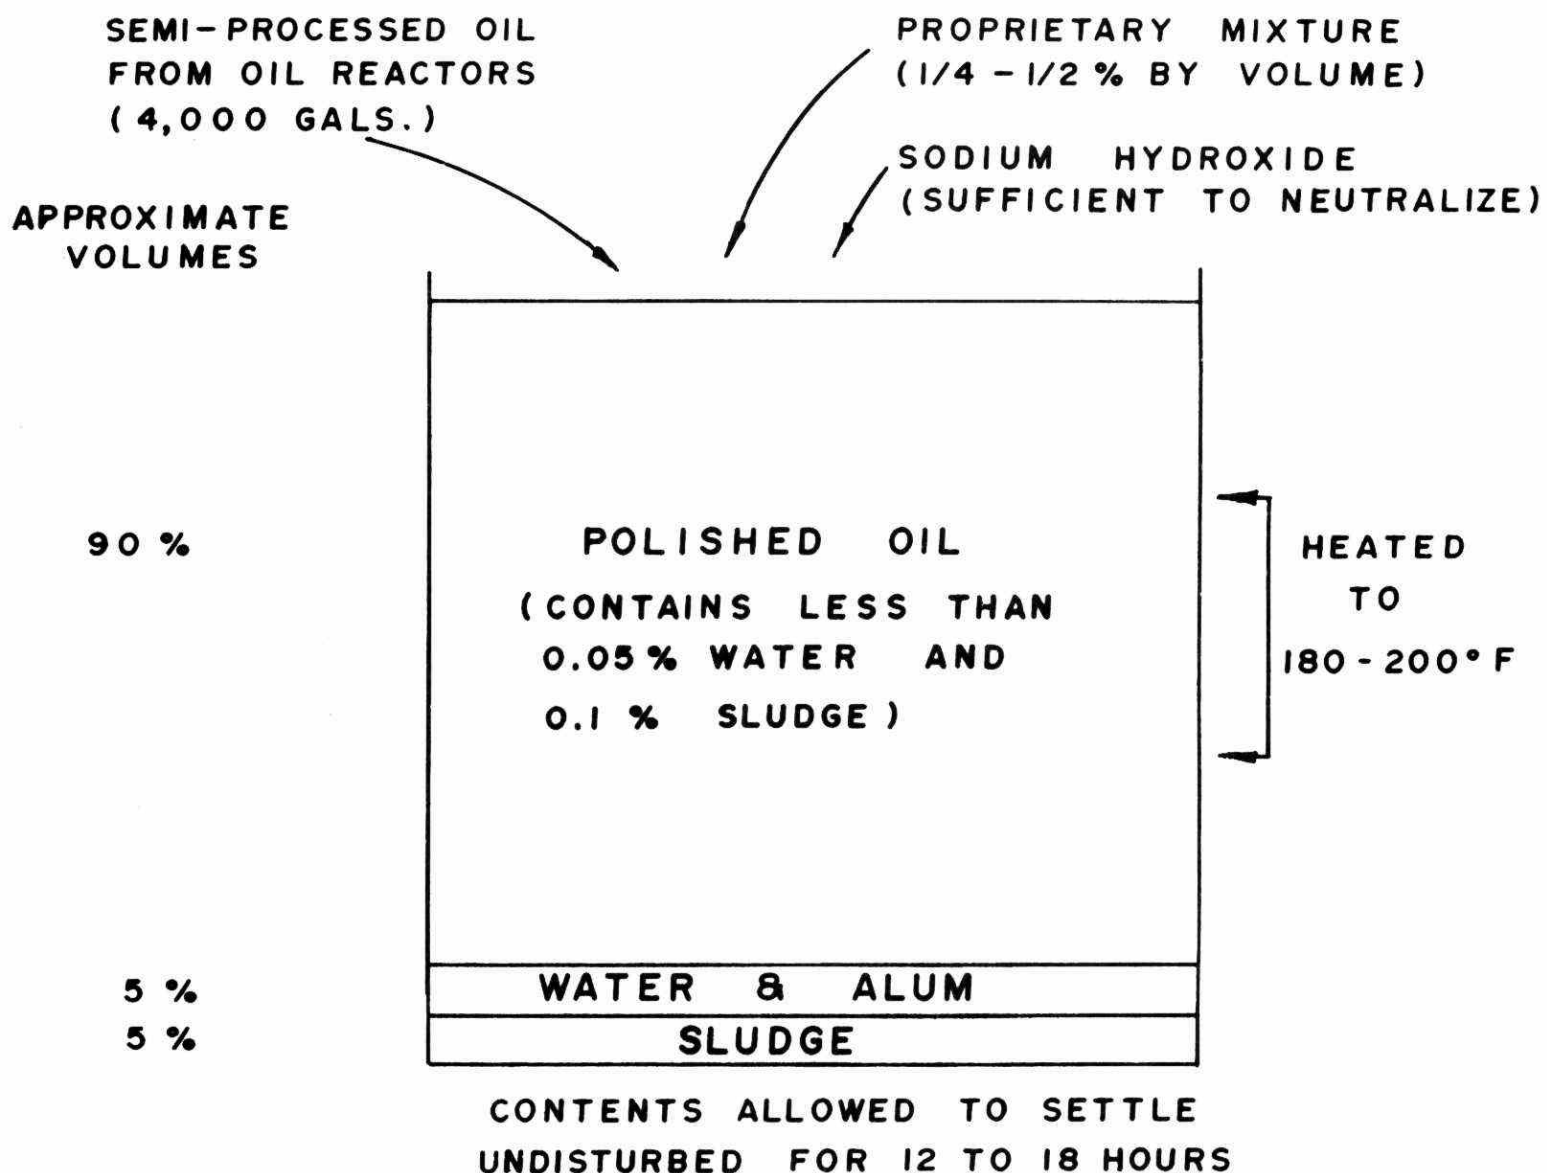 SEMI-PROCESSED OIL
FROM OIL REACTORS
(4,000 GALS.)
PROPRIETARY MIXTURE
(1/4 - 1/2 % BY VOLUME)
SODIUM HYDROXIDE
(SUFFICIENT TO NEUTRALIZE)
APPROXIMATE
VOLUMES
90 %
POLISHED OIL
(CONTAINS LESS THAN
0.05 % WATER AND
0.1 % SLUDGE)
HEATED
TO
180-200° F
5 %
WATER & ALUM
5 %
SLUDGE
CONTENTS ALLOWED TO SETTLE
UNDISTURBED FOR 12 TO 18 HOURS